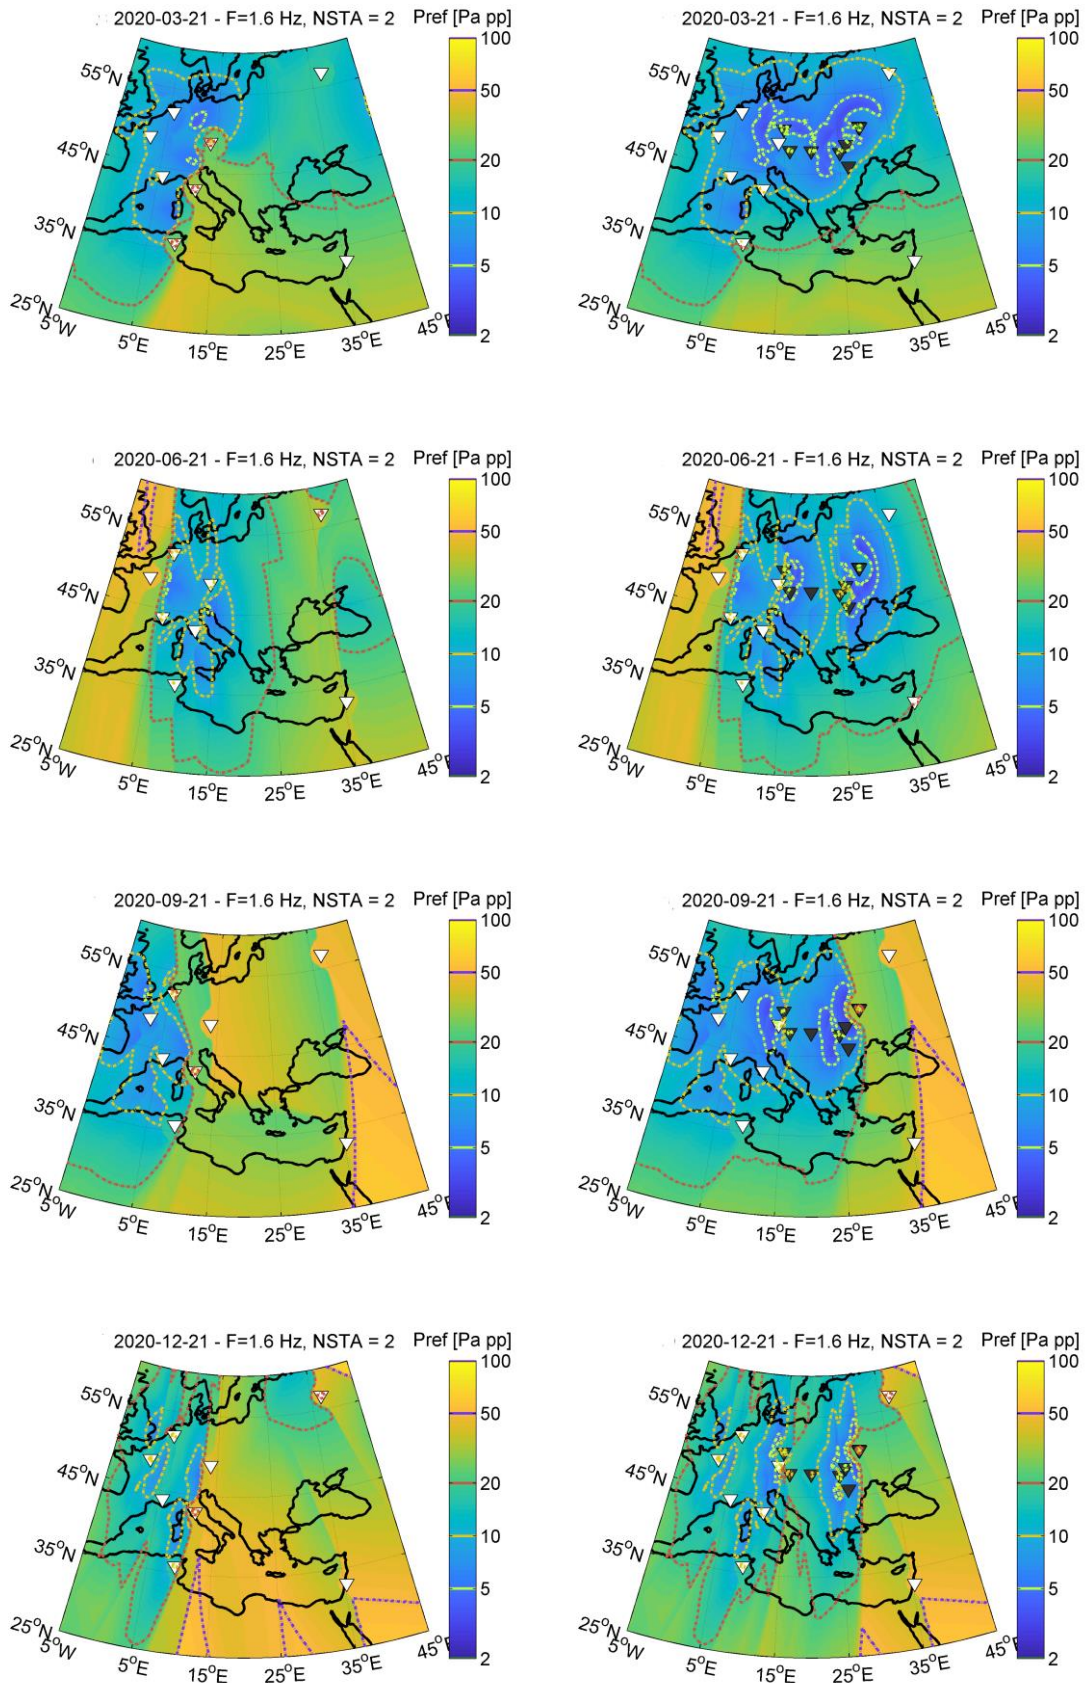 2020-03-21 - F=1.6 Hz, NSTA = 2 Pref [Pa pp]
55°N
45°N
35°N
25°N
5°W
5°E
15°E
25°E
35°E
45°E
100
50
20
10
5
2
2020-03-21 - F=1.6 Hz, NSTA = 2 Pref [Pa pp]
55°N
45°N
35°N
25°N
5°W
5°E
15°E
25°E
35°E
45°E
100
50
20
10
5
2
2020-06-21 - F=1.6 Hz, NSTA = 2 Pref [Pa pp]
55°N
45°N
35°N
25°N
5°W
5°E
15°E
25°E
35°E
45°E
100
50
20
10
5
2
2020-06-21 - F=1.6 Hz, NSTA = 2 Pref [Pa pp]
55°N
45°N
35°N
25°N
5°W
5°E
15°E
25°E
35°E
45°E
100
50
20
10
5
2
2020-09-21 - F=1.6 Hz, NSTA = 2 Pref [Pa pp]
55°N
45°N
35°N
25°N
5°W
5°E
15°E
25°E
35°E
45°E
100
50
20
10
5
2
2020-09-21 - F=1.6 Hz, NSTA = 2 Pref [Pa pp]
55°N
45°N
35°N
25°N
5°W
5°E
15°E
25°E
35°E
45°E
100
50
20
10
5
2
2020-12-21 - F=1.6 Hz, NSTA = 2 Pref [Pa pp]
55°N
45°N
35°N
25°N
5°W
5°E
15°E
25°E
35°E
45°E
100
50
20
10
5
2
2020-12-21 - F=1.6 Hz, NSTA = 2 Pref [Pa pp]
55°N
45°N
35°N
25°N
5°W
5°E
15°E
25°E
35°E
45°E
100
50
20
10
5
2